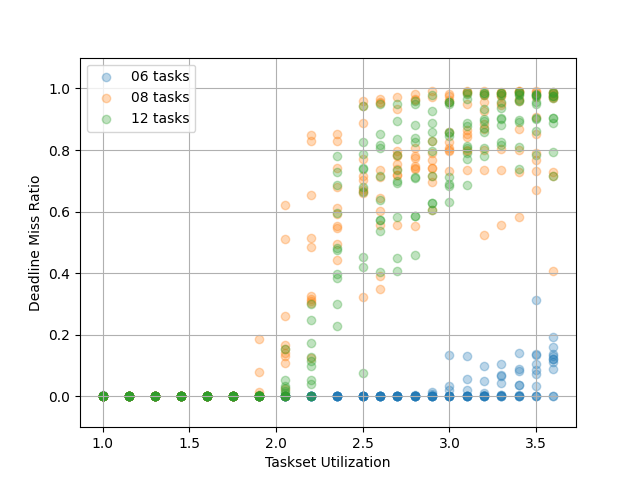 06 tasks
08 tasks
12 tasks
1.0
0.8
0.6
0.4
0.2
0.0
Deadline Miss Ratio
1.0 1.5 2.0 2.5 3.0 3.5
Taskset Utilization